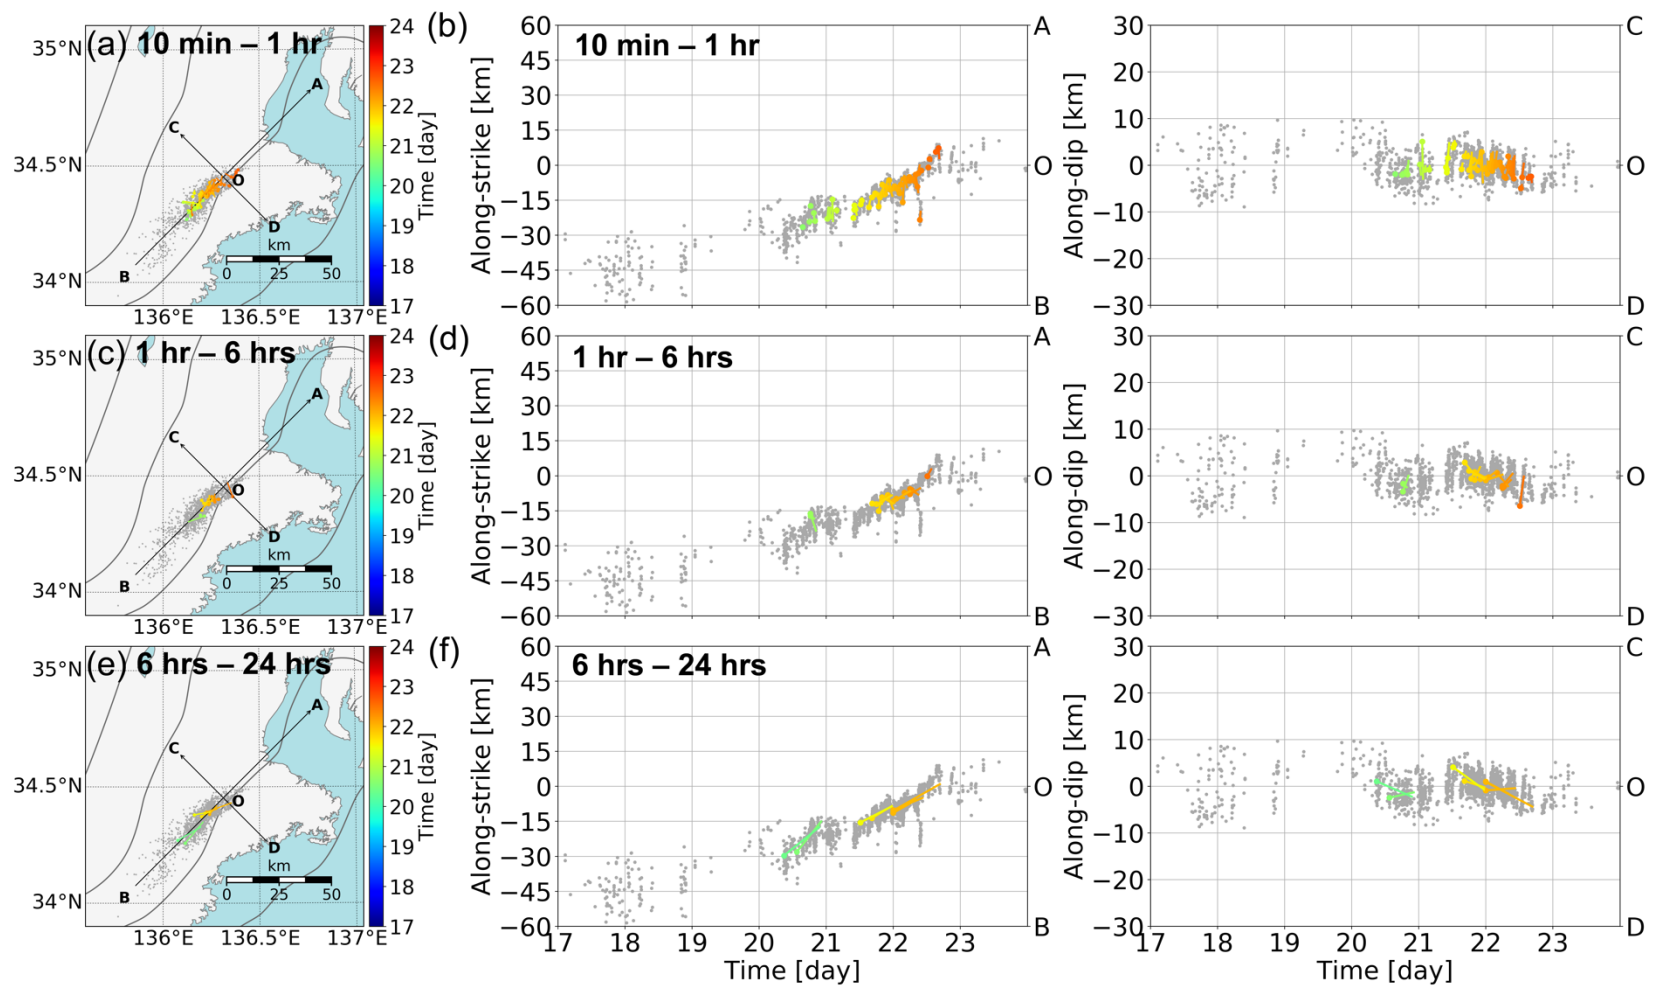 (a) 10 min – 1 hr
35°N
34.5°N
34°N
136°E 136.5°E 137°E
A
B
C
D
O
km
0 25 50
24
23
22
21
20
19
18
17
Time [day]
(b)
10 min – 1 hr
60
45
30
15
0
−15
−30
−45
−60
Along-strike [km]
A
B
30
20
10
0
−10
−20
−30
Along-dip [km]
C
O
D
(c) 1 hr – 6 hrs
35°N
34.5°N
34°N
136°E 136.5°E 137°E
A
B
C
D
O
km
0 25 50
24
23
22
21
20
19
18
17
Time [day]
(d)
1 hr – 6 hrs
60
45
30
15
0
−15
−30
−45
−60
Along-strike [km]
A
O
B
30
20
10
0
−10
−20
−30
Along-dip [km]
C
O
D
(e) 6 hrs – 24 hrs
35°N
34.5°N
34°N
136°E 136.5°E 137°E
A
B
C
D
O
km
0 25 50
24
23
22
21
20
19
18
17
Time [day]
(f)
6 hrs – 24 hrs
60
45
30
15
0
−15
−30
−45
−60
Along-strike [km]
A
O
B
17 18 19 20 21 22 23
Time [day]
30
20
10
0
−10
−20
−30
Along-dip [km]
C
O
D
17 18 19 20 21 22 23
Time [day]